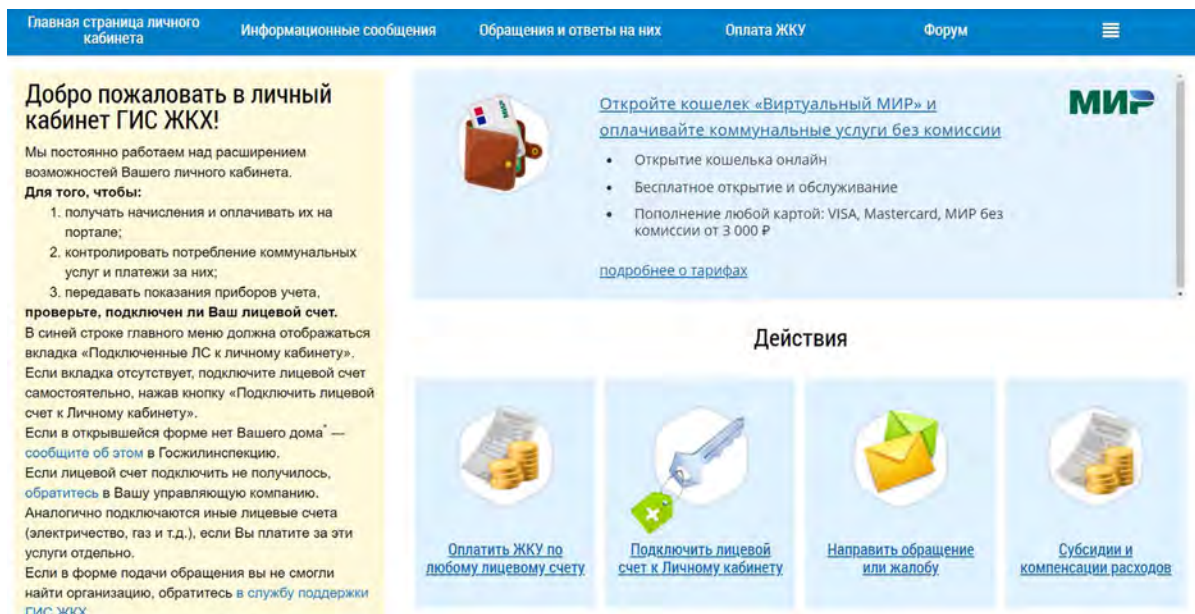 Главная страница личного
кабинета
Информационные сообщения
Обращения и ответы на них
Оплата ЖКУ
Форум
Добро пожаловать в личный
кабинет ГИС ЖКХ!
Мы постоянно работаем над расширением
возможностей Вашего личного кабинета.
Для того, чтобы:
1. получать начисления и оплачивать их на
портале;
2. контролировать потребление коммунальных
услуг и платежи за них;
3. передавать показания приборов учета,
проверьте, подключен ли Ваш лицевой счет.
В синей строке главного меню должна отображаться
вкладка «Подключенные ЛС к личному кабинету».
Если вкладка отсутствует, подключите лицевой счет
самостоятельно, нажав кнопку «Подключить лицевой
счет к Личному кабинету».
Если в открывшейся форме нет Вашего дома* —
сообщите об этом в Госжилинспекцию.
Если лицевой счет подключить не получилось,
обратитесь в Вашу управляющую компанию.
Аналогично подключаются иные лицевые счета
(электричество, газ и т.д.), если Вы платите за эти
услуги отдельно.
Если в форме подачи обращения вы не смогли
найти организацию, обратитесь в службу поддержки
ГИС ЖКХ
Откройте кошелек «Виртуальный МИР» и
оплачивайте коммунальные услуги без комиссии
• Открытие кошелька онлайн
• Бесплатное открытие и обслуживание
• Пополнение любой картой: VISA, Mastercard, МИР без
комиссии от 3 000 ₽
подробнее о тарифах
МИР
Действия
Оплатить ЖКУ по
любому лицевому счету
Подключить лицевой
счет к Личному кабинету
Направить обращение
или жалобу
Субсидии и
компенсации расходов